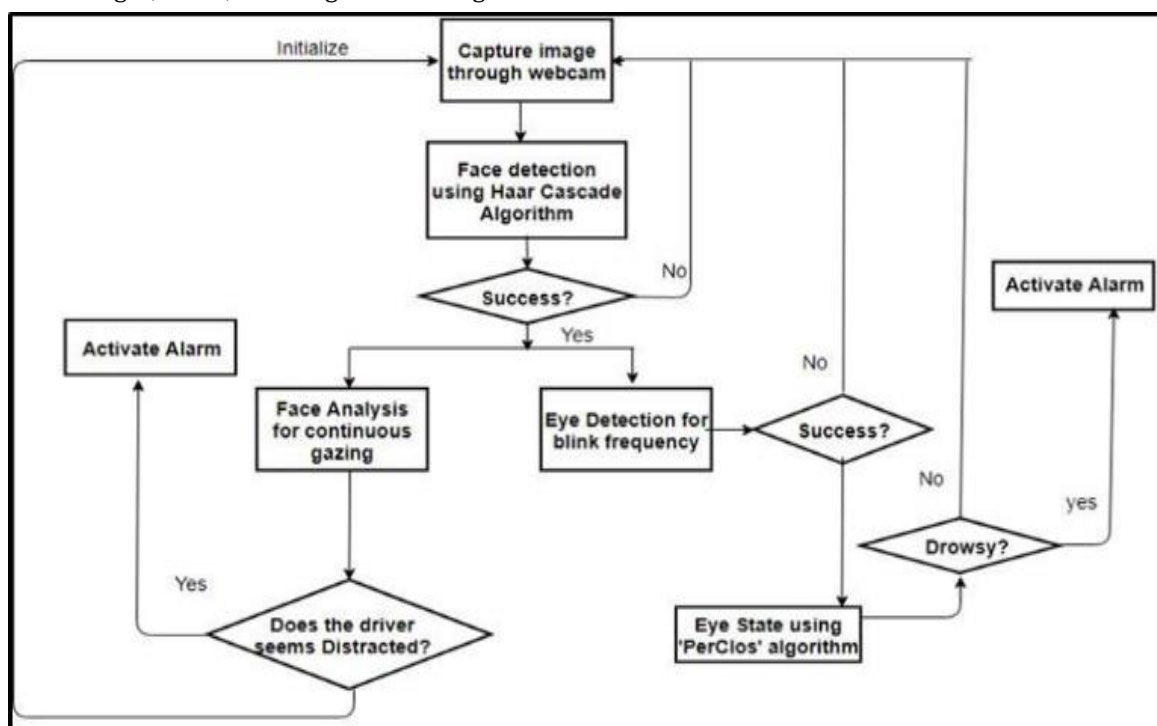 Initialize
Capture image
through webcam
Face detection
using Haar Cascade
Algorithm
No
Success?
Yes
Activate Alarm
Activate Alarm
Face Analysis
for continuous
gazing
Eye Detection for
blink frequency
No
Success?
No
yes
Drowsy?
Yes
Does the driver
seems Distracted?
Eye State using
'PerClos' algorithm